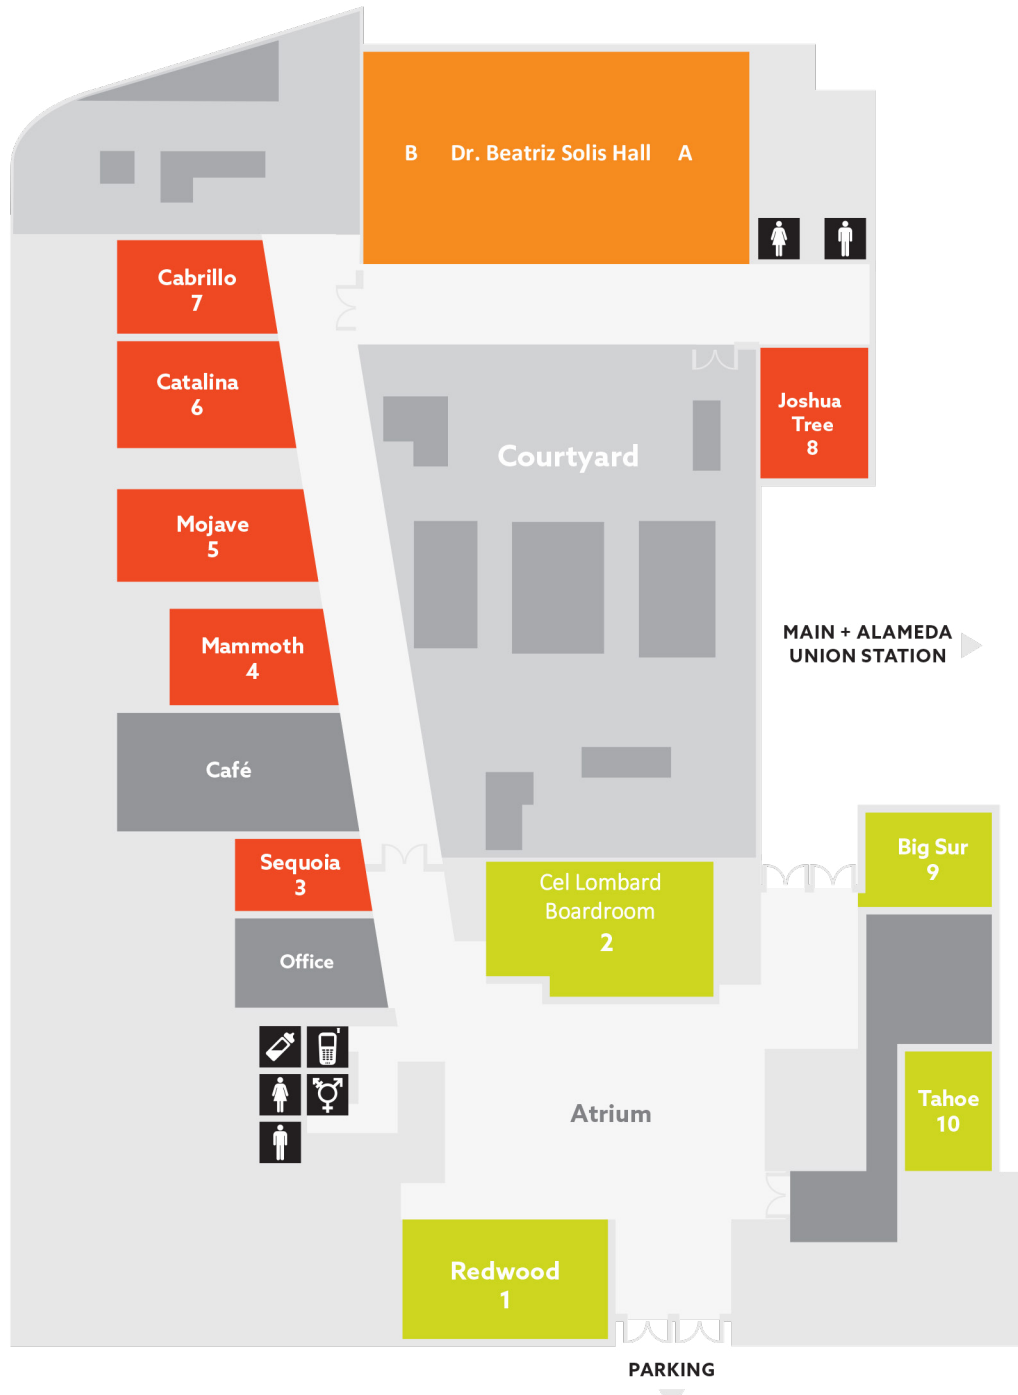 B Dr. Beatriz Solis Hall A
Cabrillo
7
Catalina
6
Joshua
Tree
8
Courtyard
Mojave
5
Mammoth
4
MAIN + ALAMEDA
UNION STATION
Café
Sequoia
3
Cel Lombard
Boardroom
2
Big Sur
9
Office
Atrium
Tahoe
10
Redwood
1
PARKING